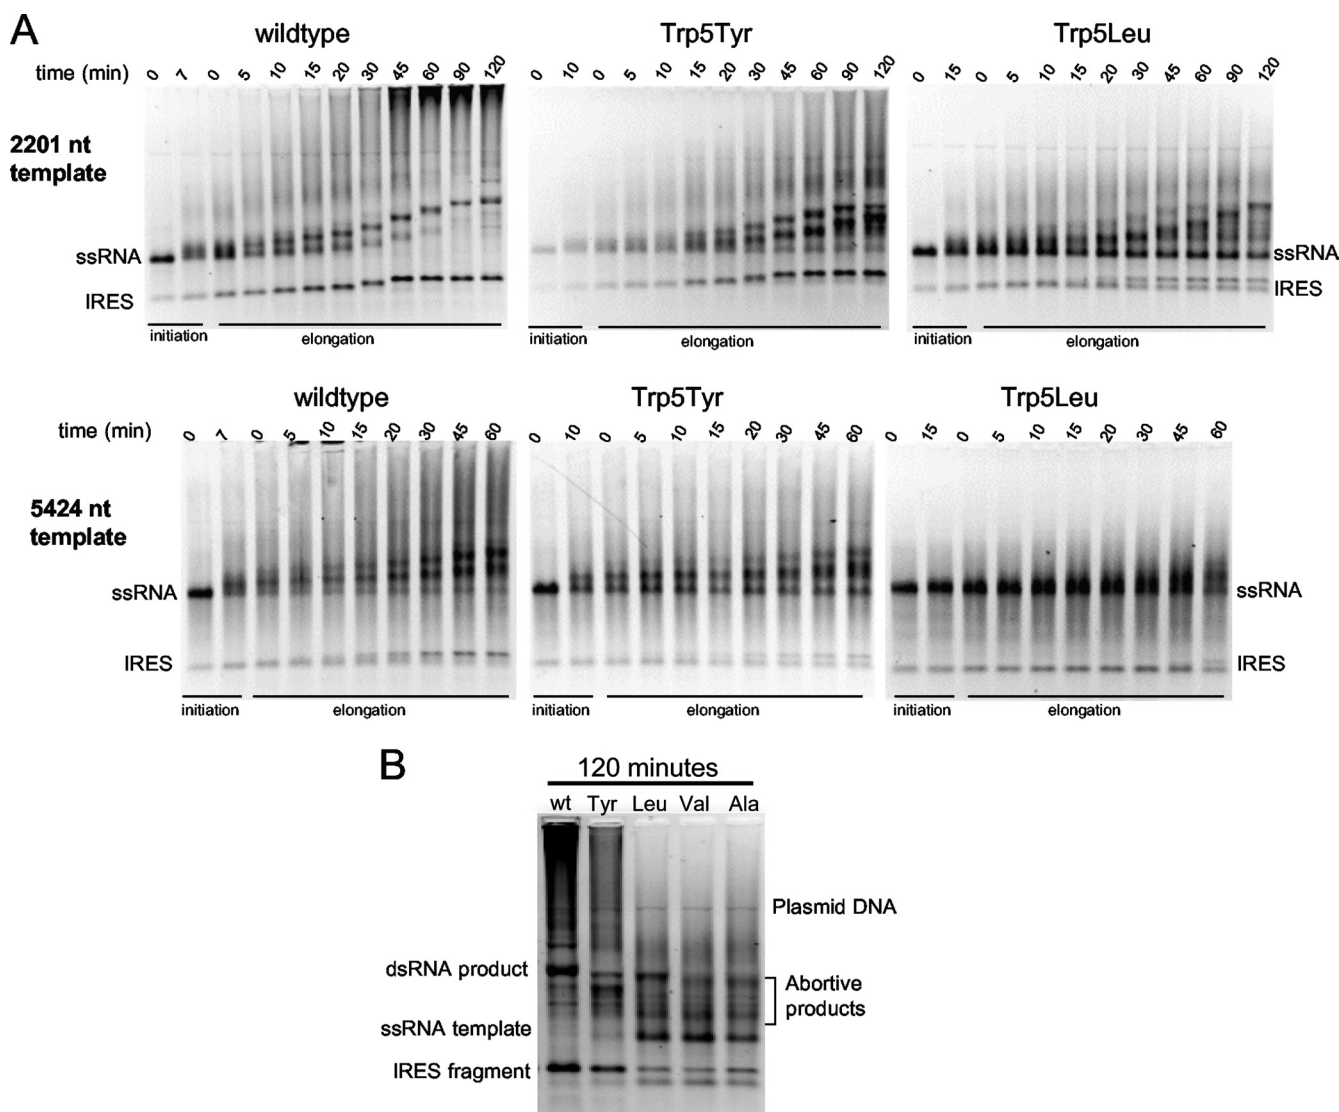 A
wildtype Trp5Tyr Trp5Leu
time (min) 0 7 0 5 10 15 20 30 45 60 90 120 0 10 0 5 10 15 20 30 45 60 90 120 0 15 0 5 10 15 20 30 45 60 90 120
2201 nt
template
ssRNA ssRNA
IRES IRES
initiation elongation initiation elongation initiation elongation
wildtype Trp5Tyr Trp5Leu
time (min) 0 7 0 5 10 15 20 30 45 60 0 10 0 5 10 15 20 30 45 60 0 15 0 5 10 15 20 30 45 60
5424 nt
template
ssRNA ssRNA
IRES IRES
initiation elongation initiation elongation initiation elongation
B
120 minutes
wt Tyr Leu Val Ala
Plasmid DNA
dsRNA product
Abortive
products
ssRNA template
IRES fragment